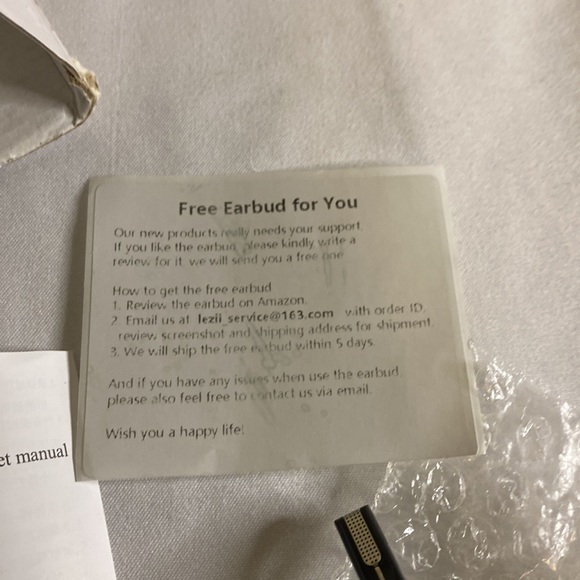 Free Earbud for You
Our new products really needs your support.
If you like the earbud, please kindly write a
review for it, we will send you a free one
How to get the free earbud
1. Review the earbud on Amazon.
2. Email us at lezii_service@163.com with order ID,
review screenshot and shipping address for shipment.
3. We will ship the free earbud within 5 days.
And if you have any issues when use the earbud,
please also feel free to contact us via email.
Wish you a happy life!
et manual